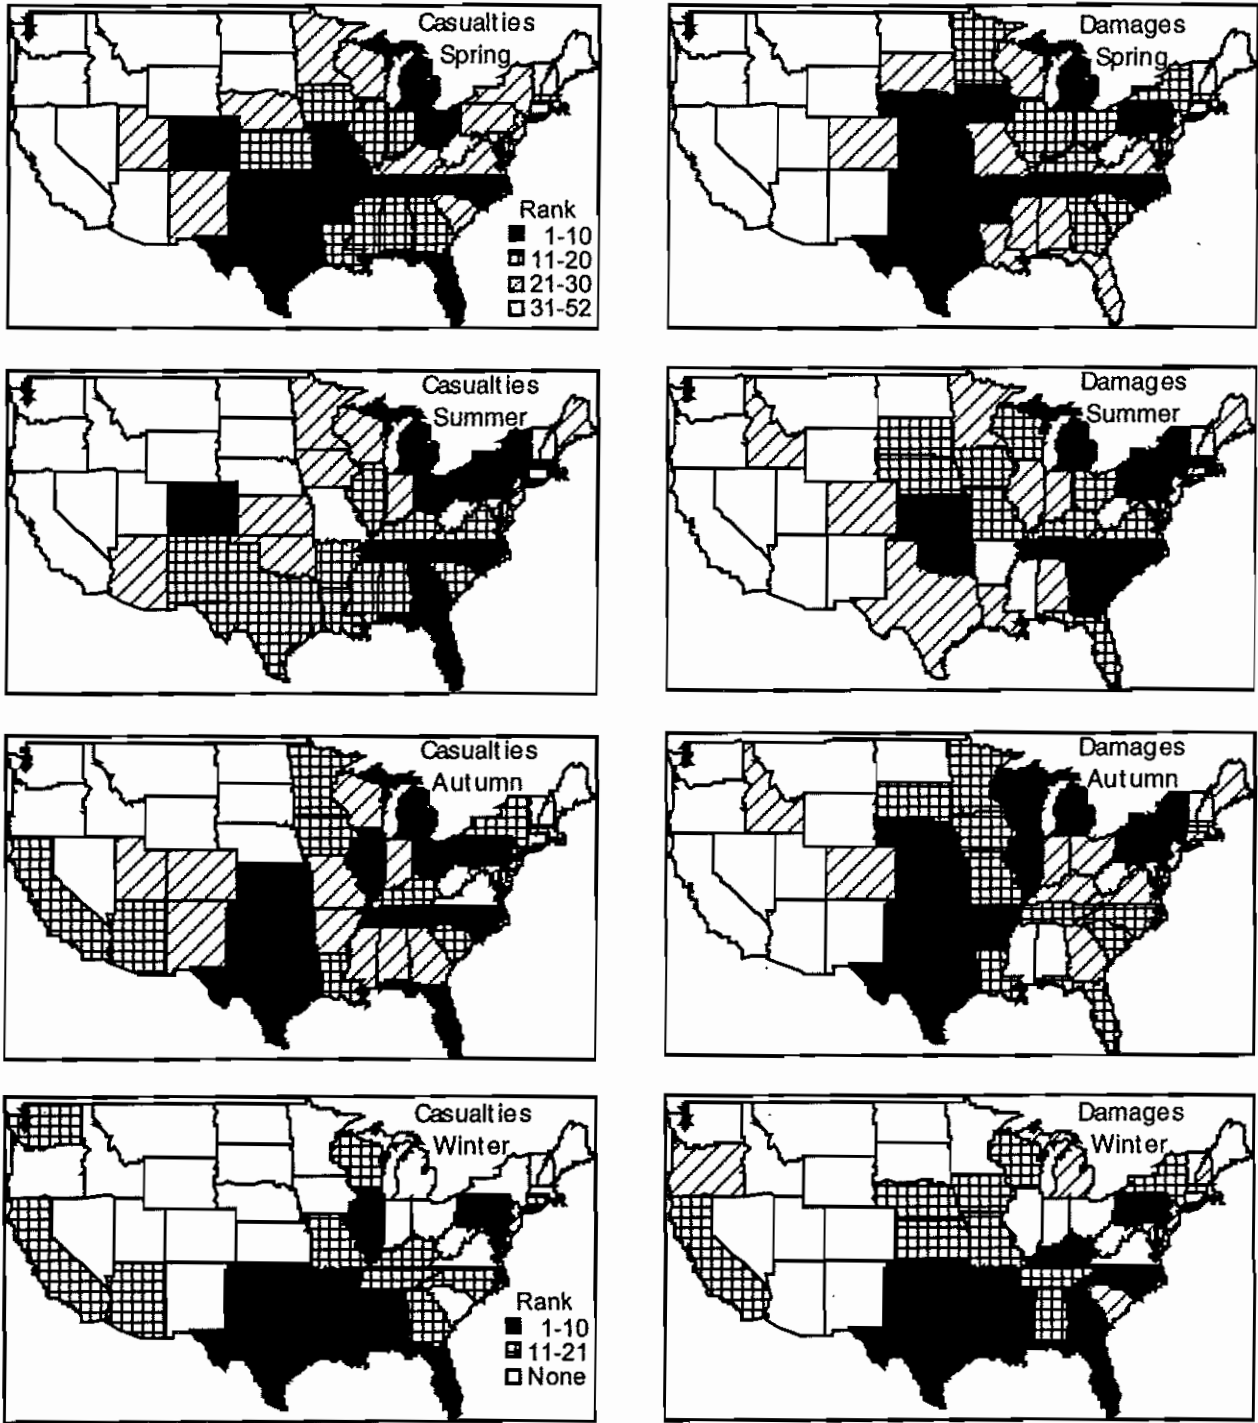 Casualties
Spring
Rank
1-10
11-20
21-30
31-52
Damages
Spring
Casualties
Summer
Damages
Summer
Casualties
Autumn
Damages
Autumn
Casualties
Winter
Rank
1-10
11-21
None
Damages
Winter